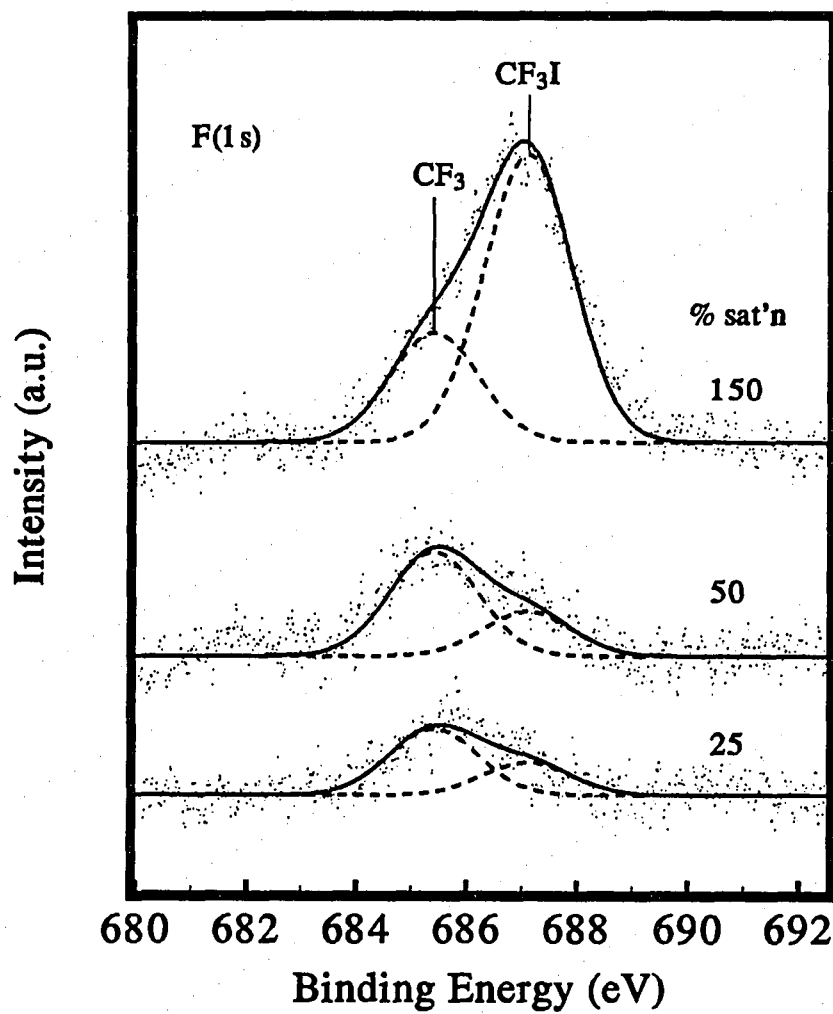 CF₃I
F(1s)
CF₃
% sat'n
150
50
25
Intensity (a.u.)
680 682 684 686 688 690 692
Binding Energy (eV)